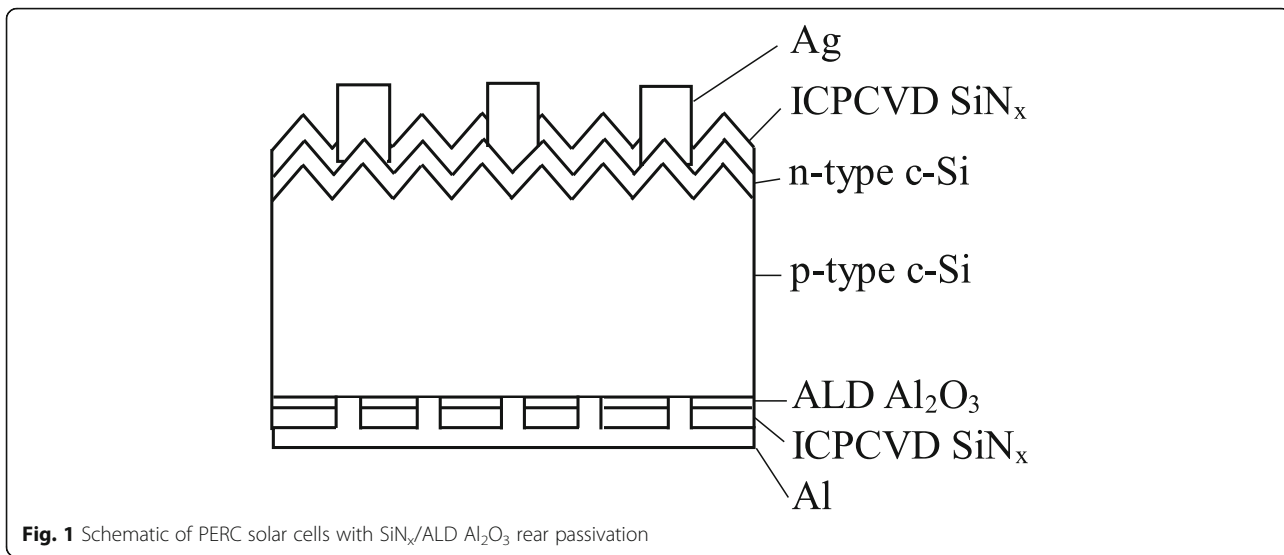 Ag
ICPCVD SiNₓ
n-type c-Si
p-type c-Si
ALD Al₂O₃
ICPCVD SiNₓ
Al
Fig. 1 Schematic of PERC solar cells with SiNₓ/ALD Al₂O₃ rear passivation